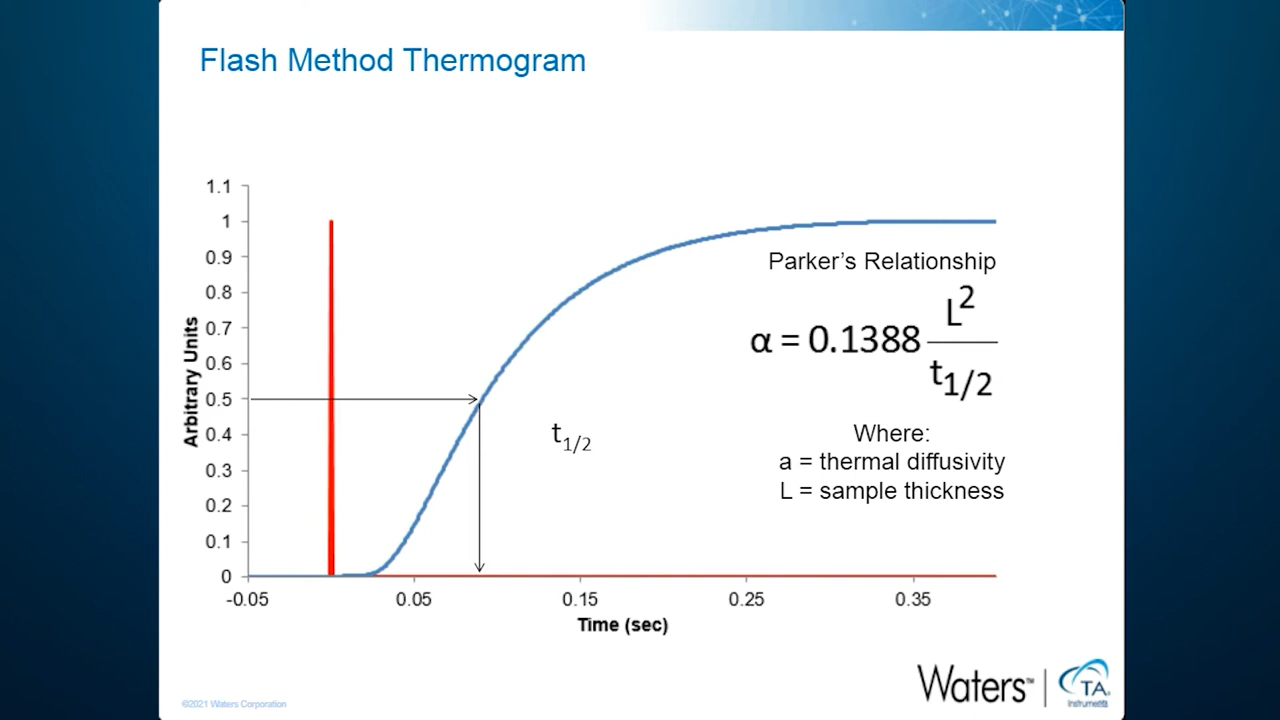 Flash Method Thermogram
1.1
1
0.9
0.8
0.7
0.6
0.5
0.4
0.3
0.2
0.1
0
Arbitrary Units
-0.05
0.05
0.15
0.25
0.35
Time (sec)
t1/2
Parker’s Relationship
α = 0.1388 L²
t1/2
Where:
a = thermal diffusivity
L = sample thickness
©2021 Waters Corporation
Waters™
TA
Instruments